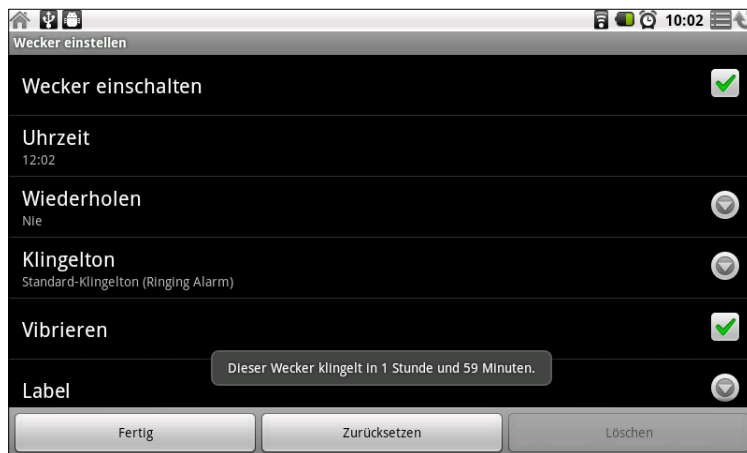 10:02
Wecker einstellen
Wecker einschalten
Uhrzeit
12:02
Wiederholen
Nie
Klingelton
Standard-Klingelton (Ringing Alarm)
Vibrieren
Dieser Wecker klingelt in 1 Stunde und 59 Minuten.
Label
Fertig
Zurücksetzen
Löschen